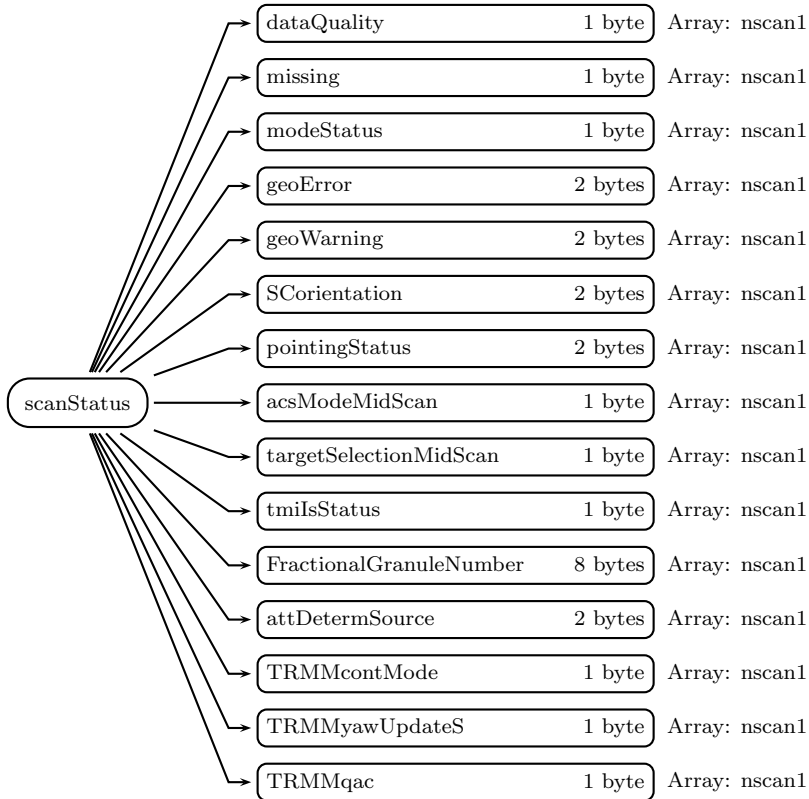 dataQuality 1 byte Array: nscan1
missing 1 byte Array: nscan1
modeStatus 1 byte Array: nscan1
geoError 2 bytes Array: nscan1
geoWarning 2 bytes Array: nscan1
SCorientation 2 bytes Array: nscan1
pointingStatus 2 bytes Array: nscan1
scanStatus acsModeMidScan 1 byte Array: nscan1
targetSelectionMidScan 1 byte Array: nscan1
tmiIsStatus 1 byte Array: nscan1
FractionalGranuleNumber 8 bytes Array: nscan1
attDetermSource 2 bytes Array: nscan1
TRMMcontMode 1 byte Array: nscan1
TRMMyawUpdateS 1 byte Array: nscan1
TRMMqac 1 byte Array: nscan1